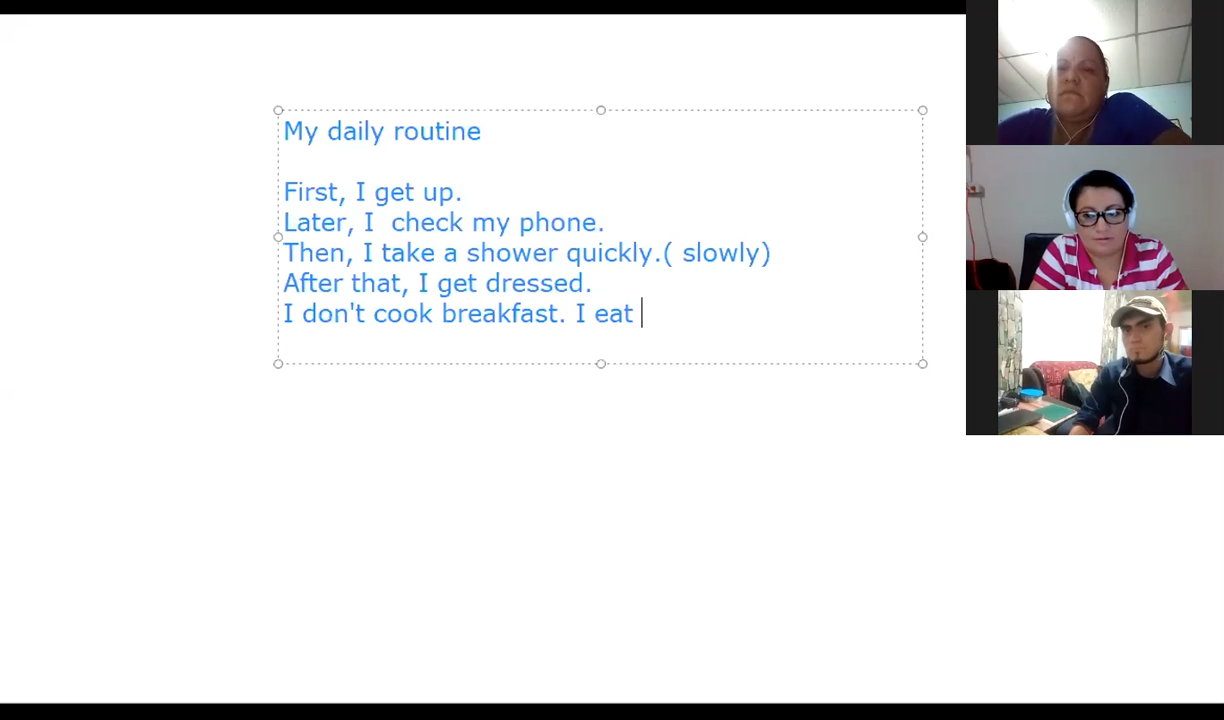 My daily routine
First, I get up.
Later, I  check my phone.
Then, I take a shower quickly.( slowly)
After that, I get dressed.
I don't cook breakfast. I eat